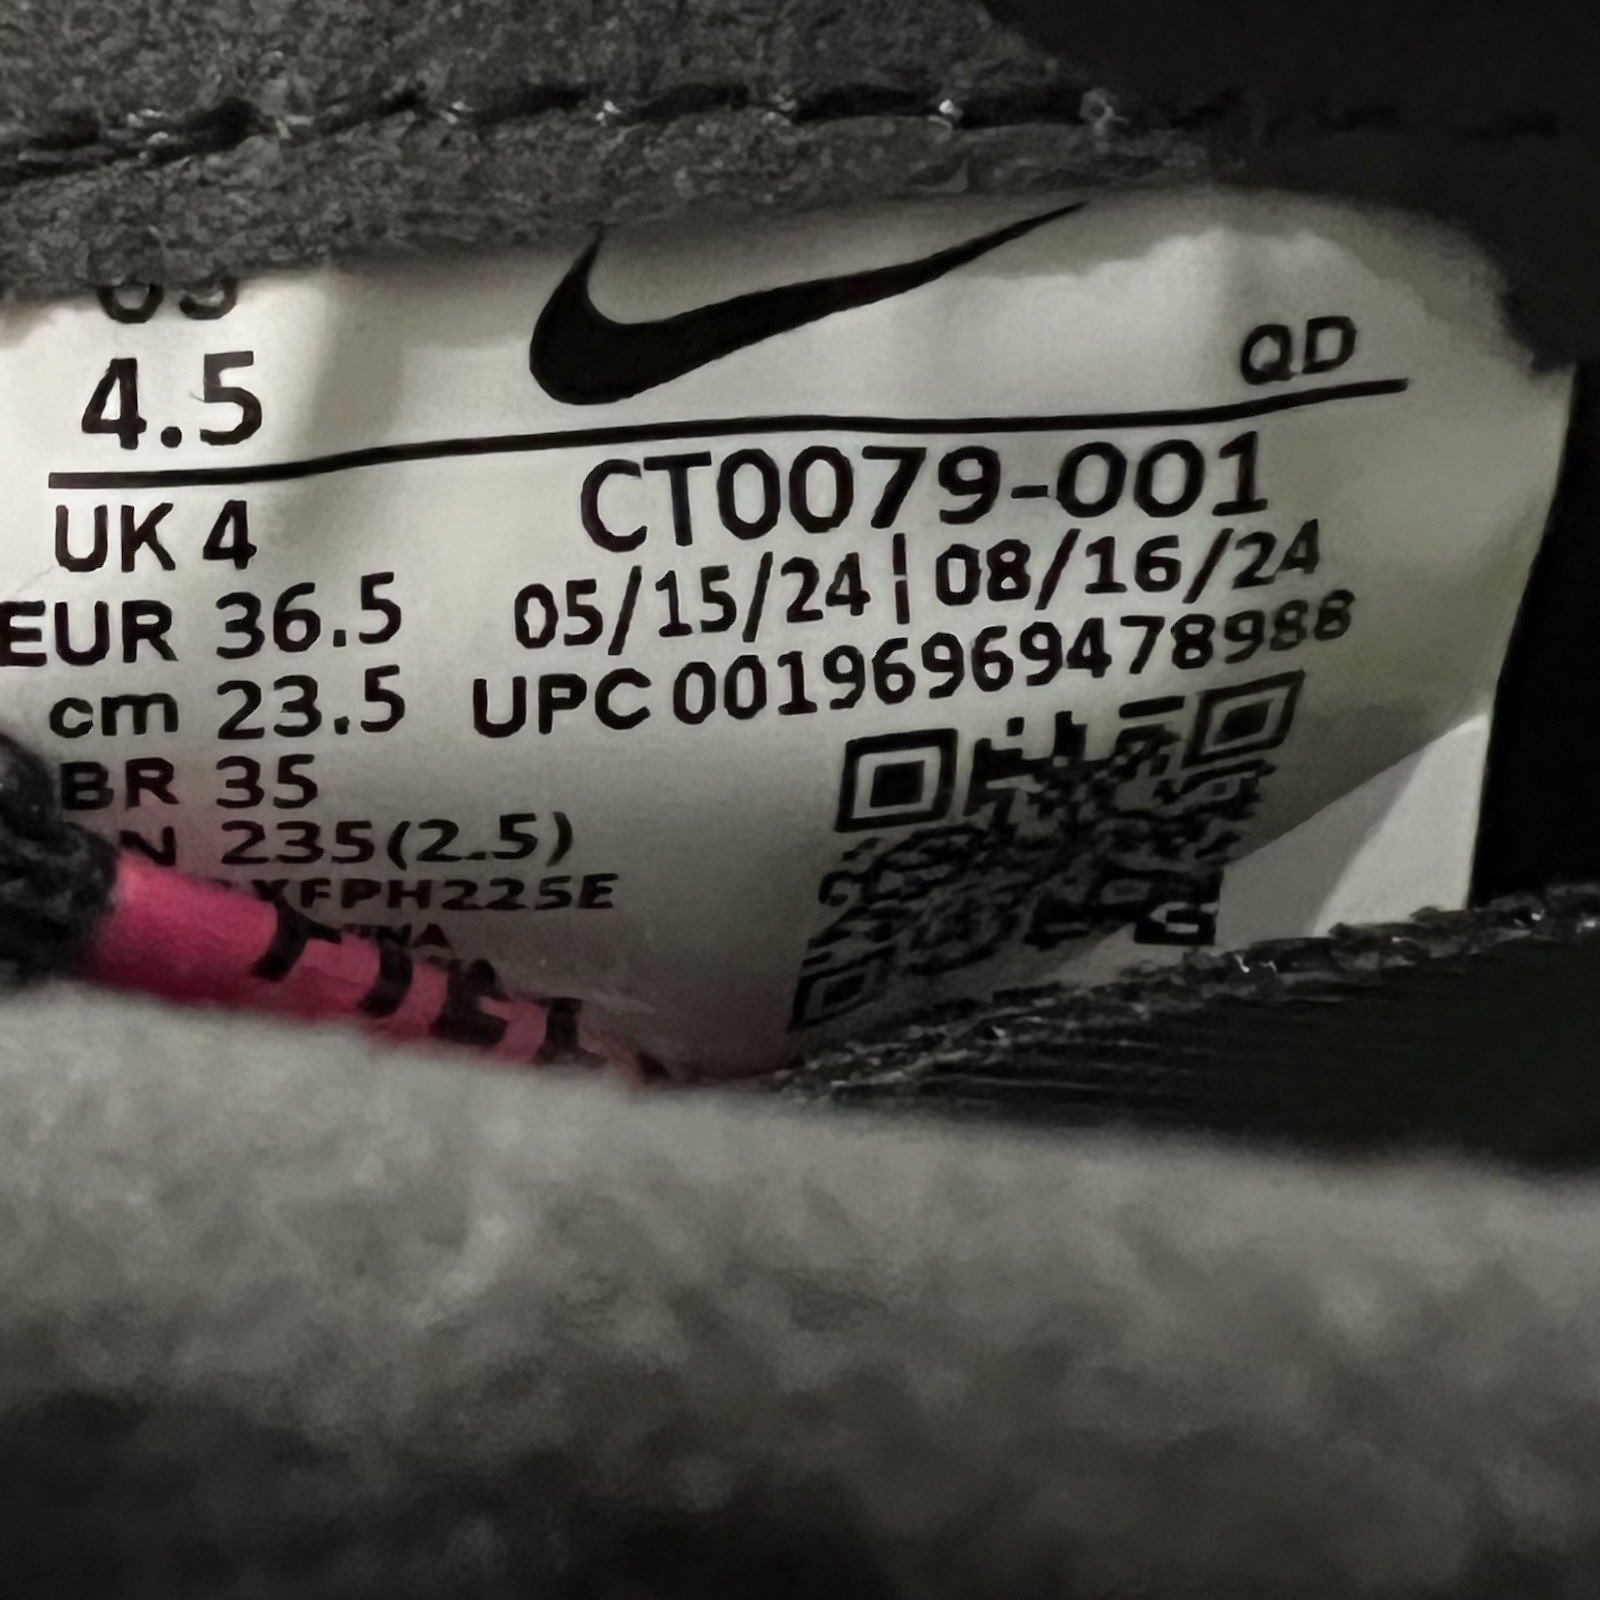 US
4.5
QD
UK 4
EUR 36.5
cm 23.5
BR 35
235(2.5)
CT0079-001
05/15/24 | 08/16/24
UPC 00196969478988